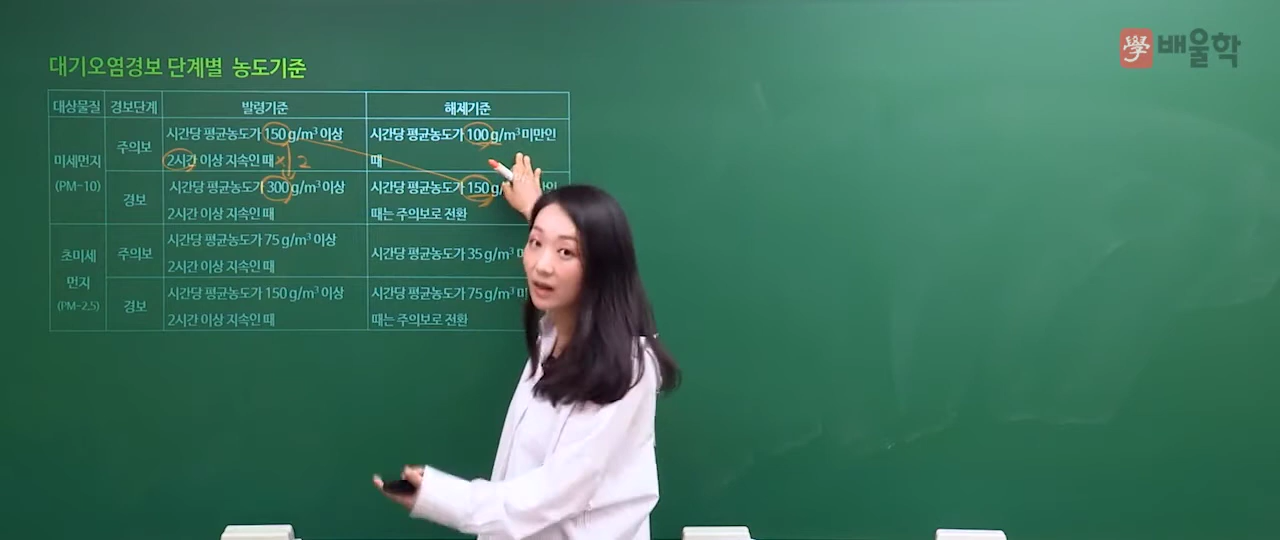 學 배울학
대기오염경보 단계별 농도기준
대상물질 경보단계 발령기준 해제기준
미세먼지
(PM-10)
주의보
시간당 평균농도가 150 g/m³ 이상
2시간 이상 지속인 때
x 2
시간당 평균농도가 100 g/m³ 미만인
때
경보
시간당 평균농도가 300 g/m³ 이상
2시간 이상 지속인 때
시간당 평균농도가 150 g/
때는 주의보로 전환
초미세
먼지
(PM-2.5)
주의보
시간당 평균농도가 75 g/m³ 이상
2시간 이상 지속인 때
시간당 평균농도가 35 g/m³
경보
시간당 평균농도가 150 g/m³ 이상
2시간 이상 지속인 때
시간당 평균농도가 75 g/m³
때는 주의보로 전환